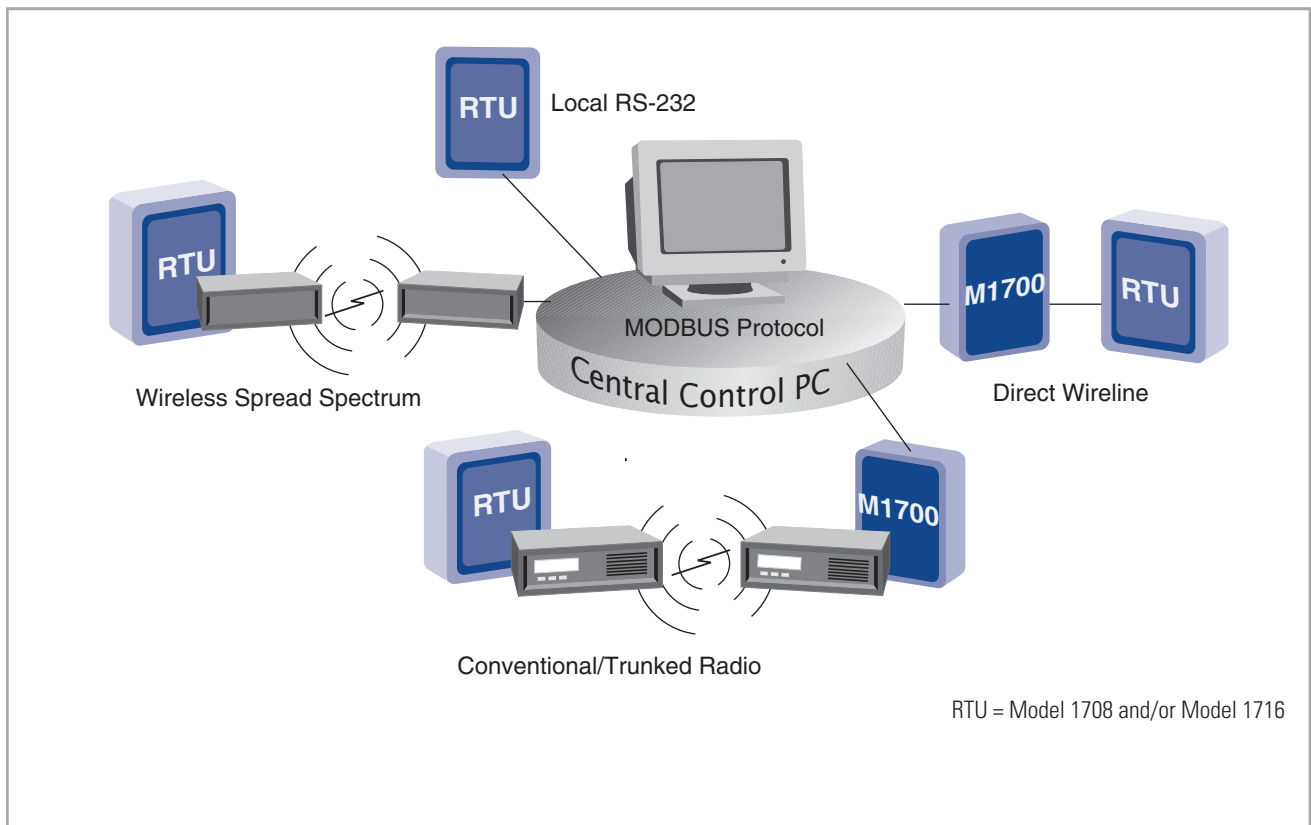 RTU
Local RS-232
RTU
MODBUS Protocol
Central Control PC
M1700
RTU
Wireless Spread Spectrum
Direct Wireline
RTU
M1700
Conventional/Trunked Radio
RTU = Model 1708 and/or Model 1716